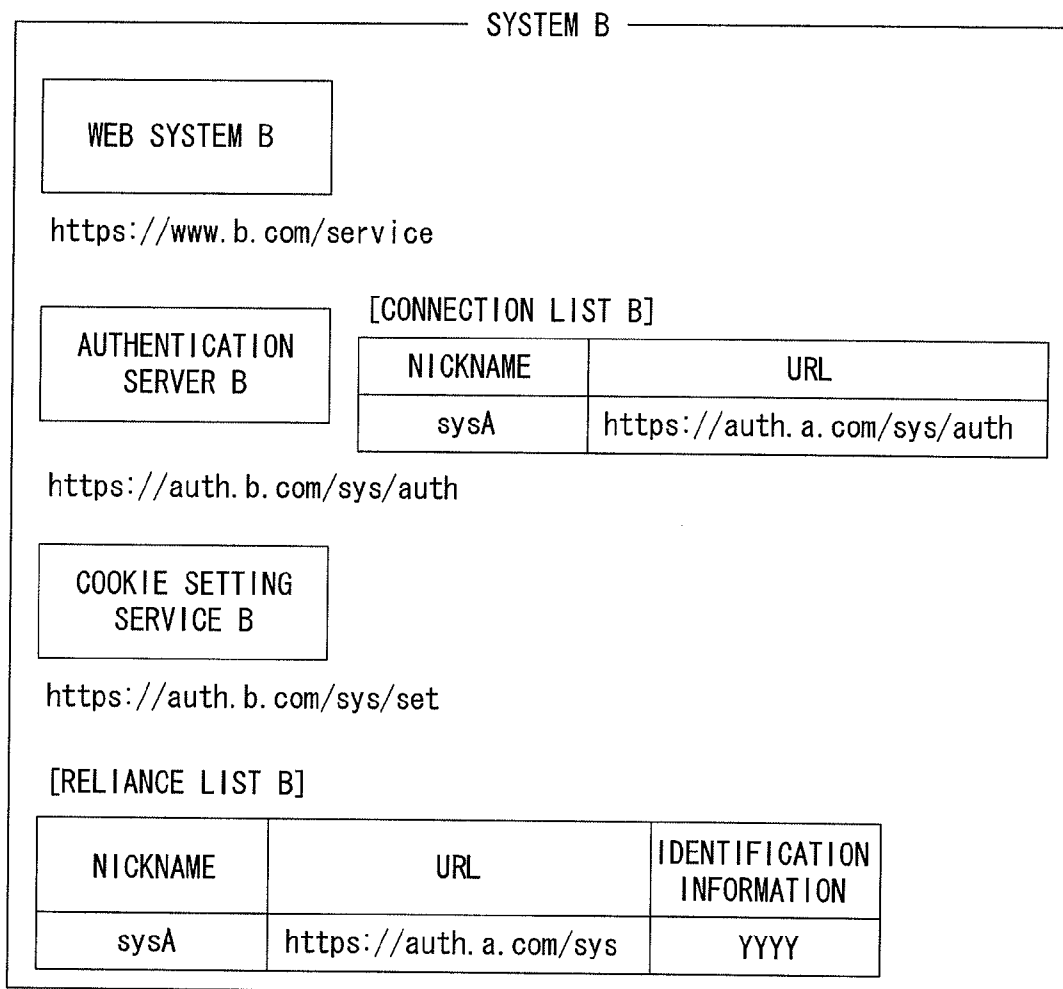 SYSTEM B
WEB SYSTEM B
https://www.b.com/service
AUTHENTICATION
SERVER B
[CONNECTION LIST B]
NICKNAME URL
sysA https://auth.a.com/sys/auth
https://auth.b.com/sys/auth
COOKIE SETTING
SERVICE B
https://auth.b.com/sys/set
[RELIANCE LIST B]
NICKNAME URL IDENTIFICATION
INFORMATION
sysA https://auth.a.com/sys YYYY